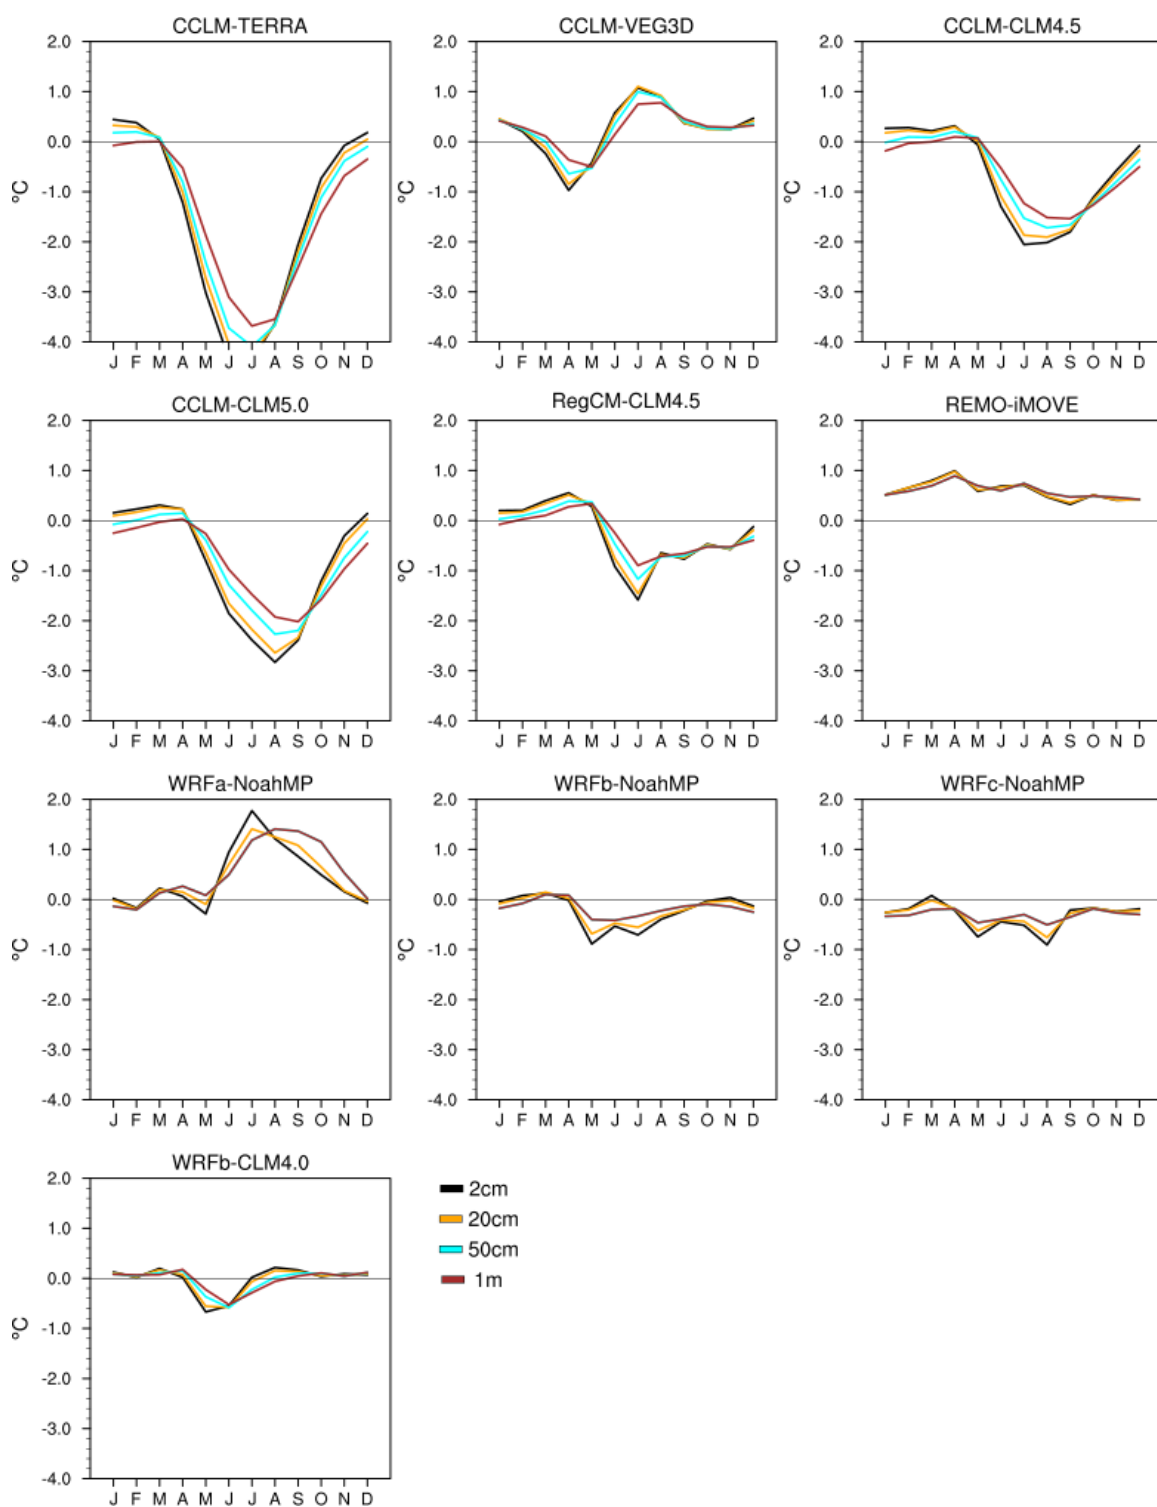 CCLM-TERRA CCLM-VEG3D CCLM-CLM4.5
2.0 2.0 2.0
1.0 1.0 1.0
0.0 0.0 0.0
-1.0 -1.0 -1.0
°C °C °C
-2.0 -2.0 -2.0
-3.0 -3.0 -3.0
-4.0 -4.0 -4.0
J F M A M J J A S O N D J F M A M J J A S O N D J F M A M J J A S O N D
CCLM-CLM5.0 RegCM-CLM4.5 REMO-iMOVE
2.0 2.0 2.0
1.0 1.0 1.0
0.0 0.0 0.0
-1.0 -1.0 -1.0
°C °C °C
-2.0 -2.0 -2.0
-3.0 -3.0 -3.0
-4.0 -4.0 -4.0
J F M A M J J A S O N D J F M A M J J A S O N D J F M A M J J A S O N D
WRFa-NoahMP WRFb-NoahMP WRFc-NoahMP
2.0 2.0 2.0
1.0 1.0 1.0
0.0 0.0 0.0
-1.0 -1.0 -1.0
°C °C °C
-2.0 -2.0 -2.0
-3.0 -3.0 -3.0
-4.0 -4.0 -4.0
J F M A M J J A S O N D J F M A M J J A S O N D J F M A M J J A S O N D
WRFb-CLM4.0
2.0
1.0
0.0
-1.0
°C
-2.0
-3.0
-4.0
J F M A M J J A S O N D
2cm
20cm
50cm
1m